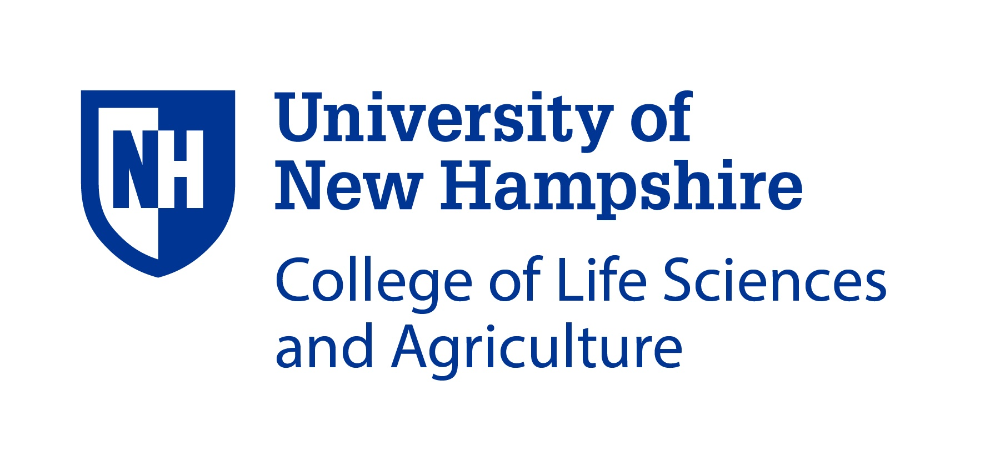 NH
University of
New Hampshire
College of Life Sciences
and Agriculture